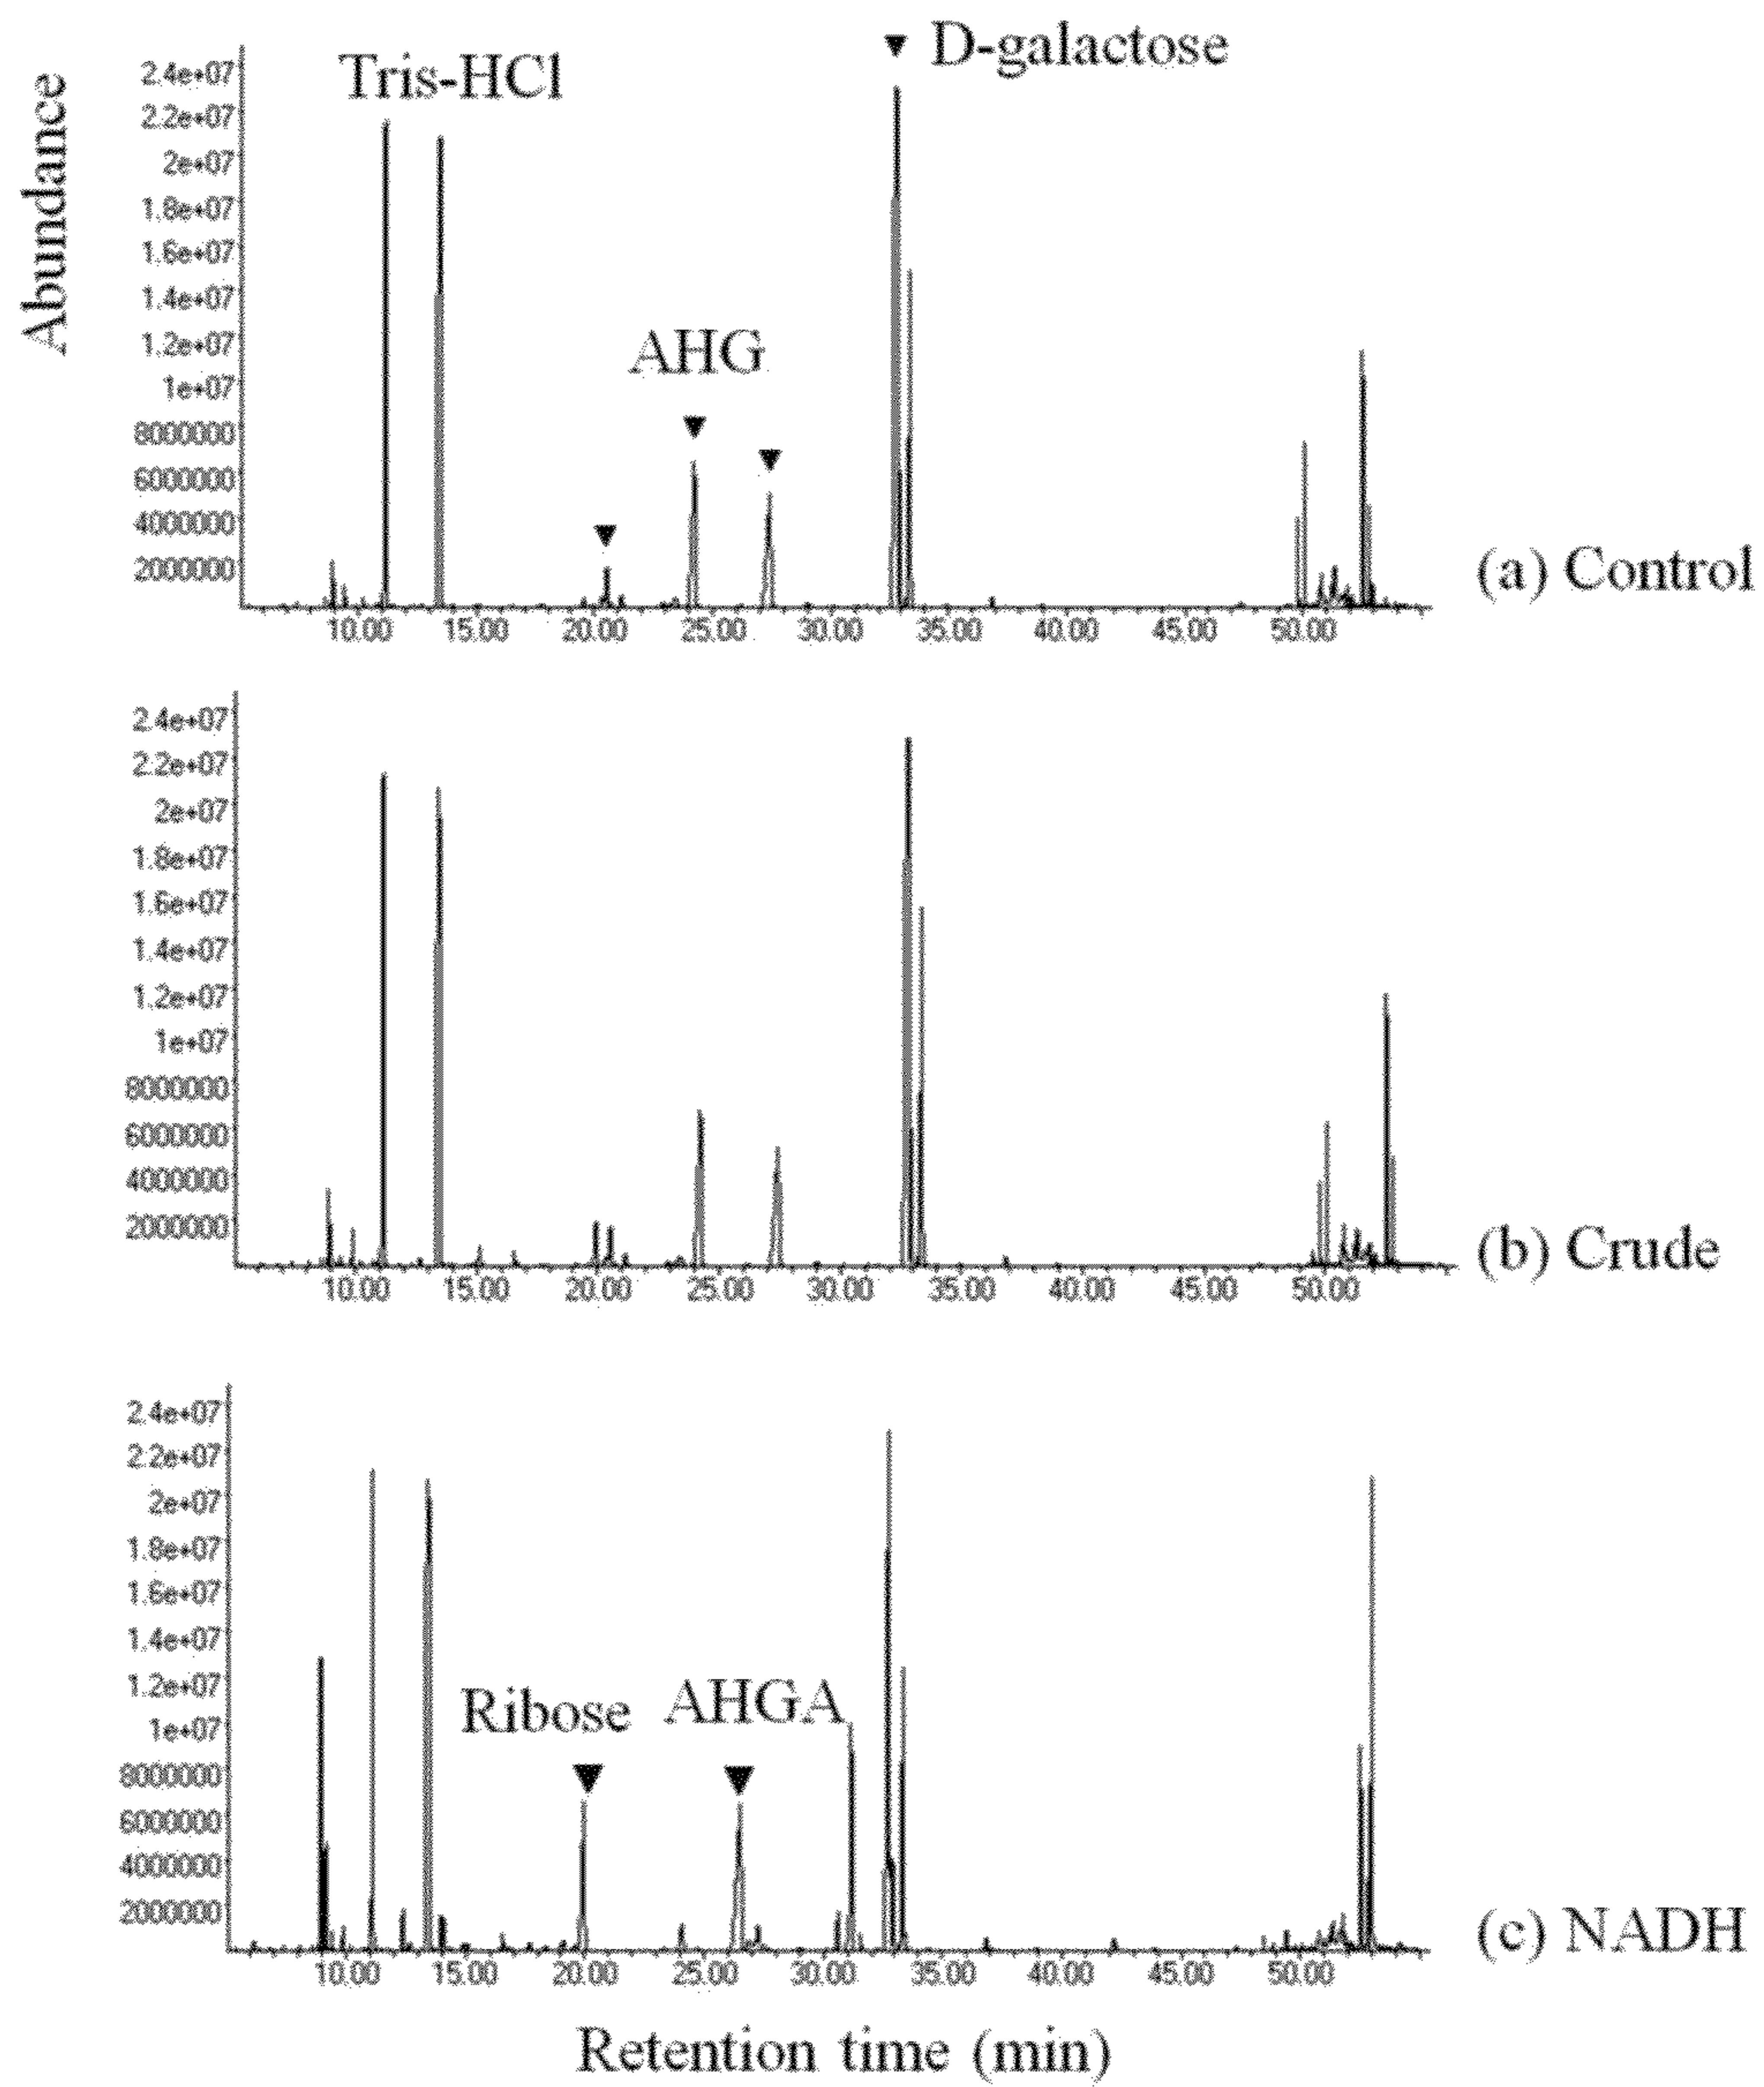 Abundance
Tris-HCl
▼ D-galactose
AHG
2.4e+07
2.2e+07
2e+07
1.8e+07
1.6e+07
1.4e+07
1.2e+07
1e+07
8000000
6000000
4000000
2000000
10.00 15.00 20.00 25.00 30.00 35.00 40.00 45.00 50.00
(a) Control
2.4e+07
2.2e+07
2e+07
1.8e+07
1.6e+07
1.4e+07
1.2e+07
1e+07
8000000
6000000
4000000
2000000
10.00 15.00 20.00 25.00 30.00 35.00 40.00 45.00 50.00
(b) Crude
2.4e+07
2.2e+07
2e+07
1.8e+07
1.6e+07
1.4e+07
1.2e+07
1e+07
8000000
6000000
4000000
2000000
Ribose AHGA
10.00 15.00 20.00 25.00 30.00 35.00 40.00 45.00 50.00
(c) NADH
Retention time (min)